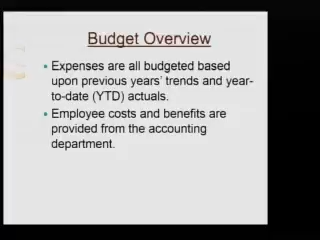 Budget Overview
Expenses are all budgeted based
upon previous years' trends and year-
to-date (YTD) actuals.
Employee costs and benefits are
provided from the accounting
department.